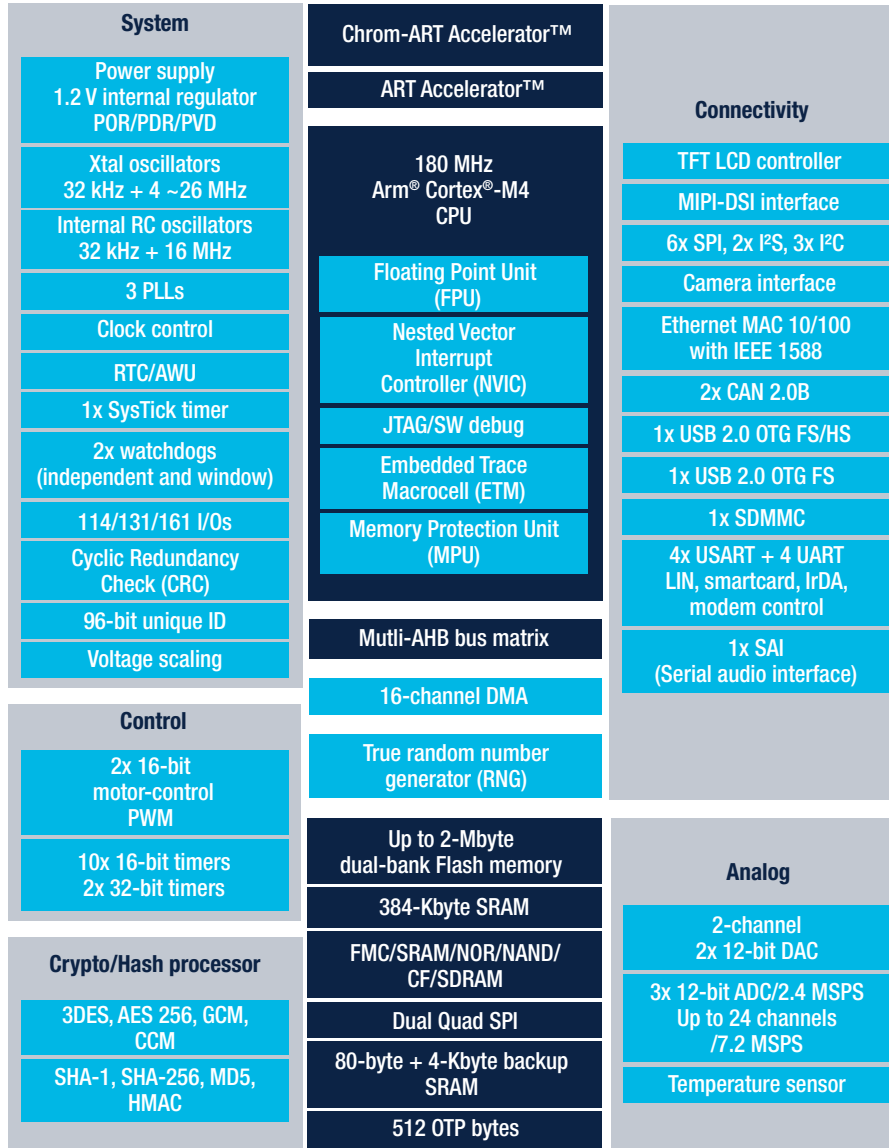 System
Power supply
1.2 V internal regulator
POR/PDR/PVD
Xtal oscillators
32 kHz + 4 ~26 MHz
Internal RC oscillators
32 kHz + 16 MHz
3 PLLs
Clock control
RTC/AWU
1x SysTick timer
2x watchdogs
(independent and window)
114/131/161 I/Os
Cyclic Redundancy
Check (CRC)
96-bit unique ID
Voltage scaling
Control
2x 16-bit
motor-control
PWM
10x 16-bit timers
2x 32-bit timers
Crypto/Hash processor
3DES, AES 256, GCM,
CCM
SHA-1, SHA-256, MD5,
HMAC
Chrom-ART Accelerator™
ART Accelerator™
180 MHz
Arm® Cortex®-M4
CPU
Floating Point Unit
(FPU)
Nested Vector
Interrupt
Controller (NVIC)
JTAG/SW debug
Embedded Trace
Macrocell (ETM)
Memory Protection Unit
(MPU)
Mutli-AHB bus matrix
16-channel DMA
True random number
generator (RNG)
Up to 2-Mbyte
dual-bank Flash memory
384-Kbyte SRAM
FMC/SRAM/NOR/NAND/
CF/SDRAM
Dual Quad SPI
80-byte + 4-Kbyte backup
SRAM
512 OTP bytes
Connectivity
TFT LCD controller
MIPI-DSI interface
6x SPI, 2x I²S, 3x I²C
Camera interface
Ethernet MAC 10/100
with IEEE 1588
2x CAN 2.0B
1x USB 2.0 OTG FS/HS
1x USB 2.0 OTG FS
1x SDMMC
4x USART + 4 UART
LIN, smartcard, IrDA,
modem control
1x SAI
(Serial audio interface)
Analog
2-channel
2x 12-bit DAC
3x 12-bit ADC/2.4 MSPS
Up to 24 channels
/7.2 MSPS
Temperature sensor